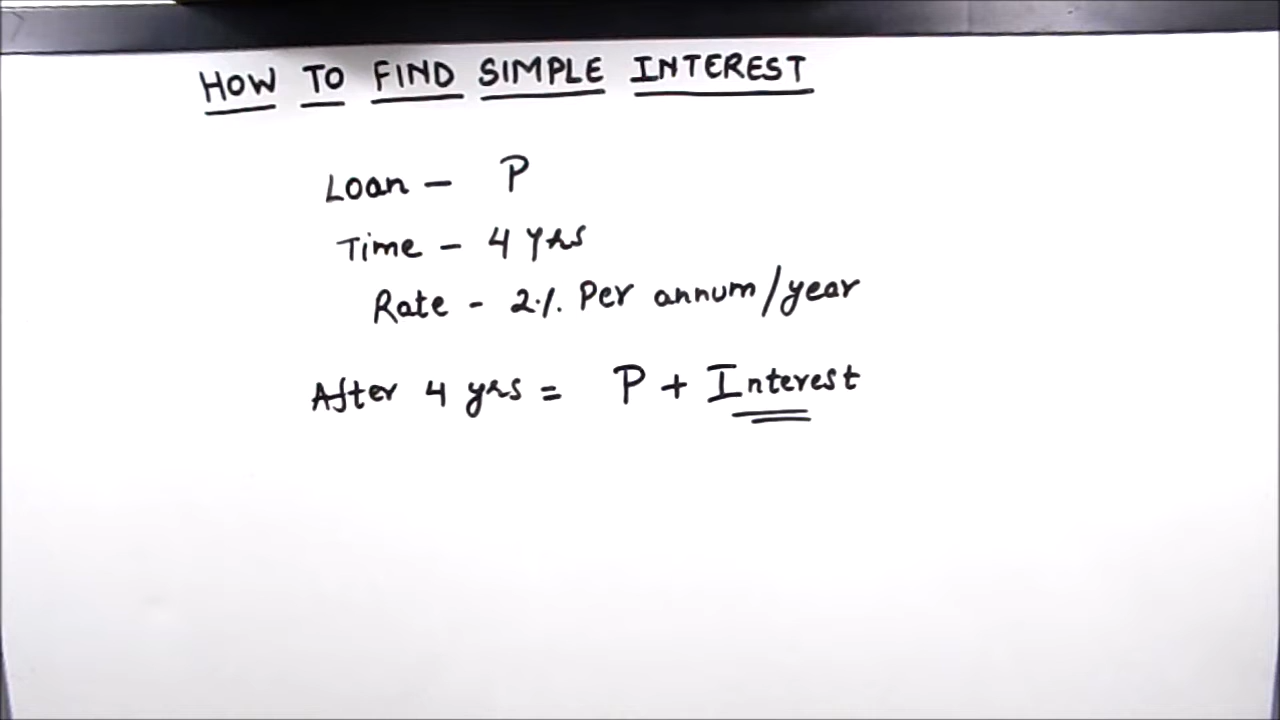 HOW TO FIND SIMPLE INTEREST
Loan - P
Time - 4 yrs
Rate - 2% Per annum/year
After 4 yrs = P + Interest